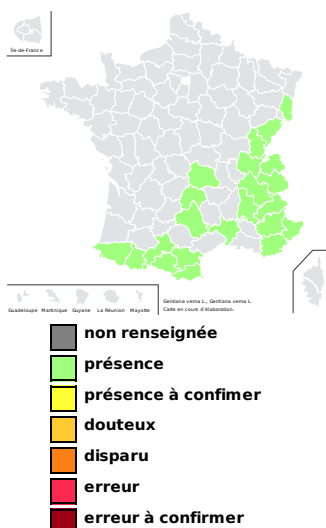 Île-de-France
Gentiana verna L., Gentiana verna L.
Carte en cours d'élaboration.
Guadeloupe Martinique Guyane La Réunion Mayotte
non renseignée
présence
présence à confimer
douteux
disparu
erreur
erreur à confirmer